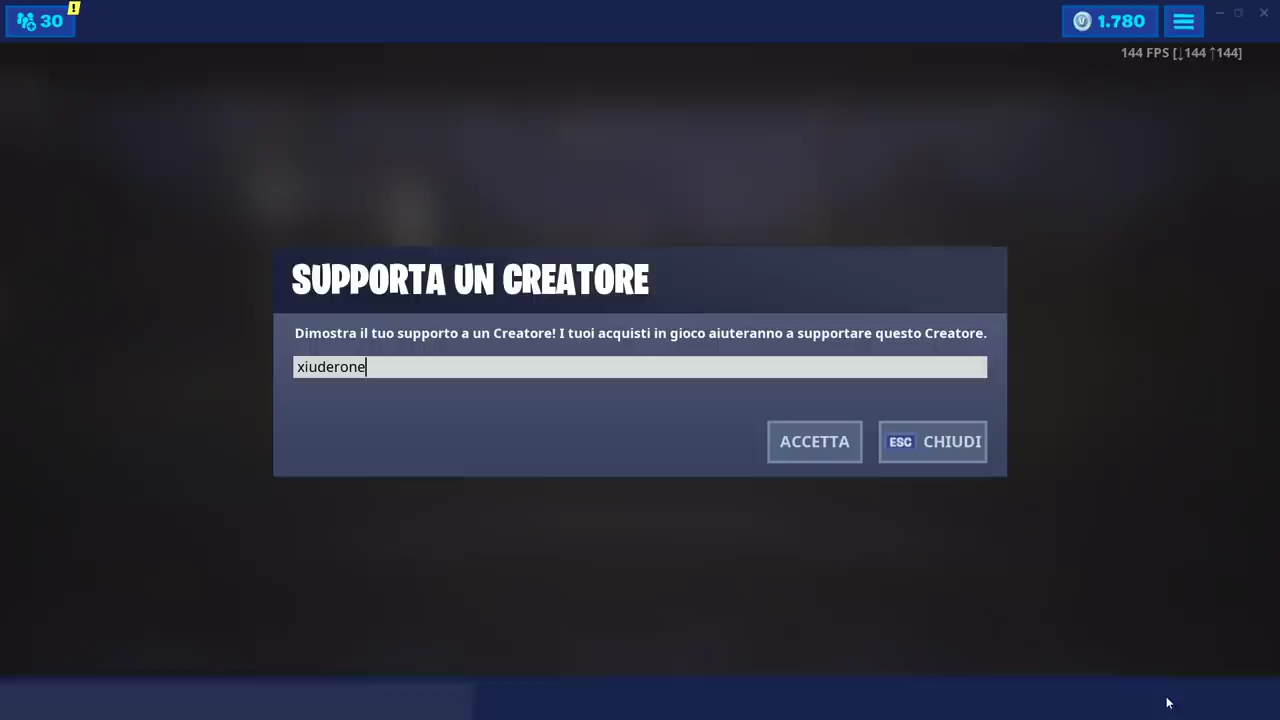 30
!
1.780
144 FPS [↓144 ↑144]
SUPPORTA UN CREATORE
Dimostra il tuo supporto a un Creatore! I tuoi acquisti in gioco aiuteranno a supportare questo Creatore.
xiuderone
ACCETTA
ESC CHIUDI